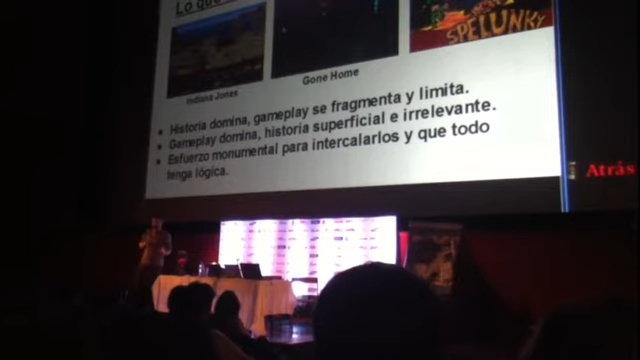 Lo que
Indiana Jones
Gone Home
SPELUNKY
Historia domina, gameplay se fragmenta y limita.
Gameplay domina, historia superficial e irrelevante.
Esfuerzo monumental para intercalarlos y que todo
tenga lógica.
Atrás